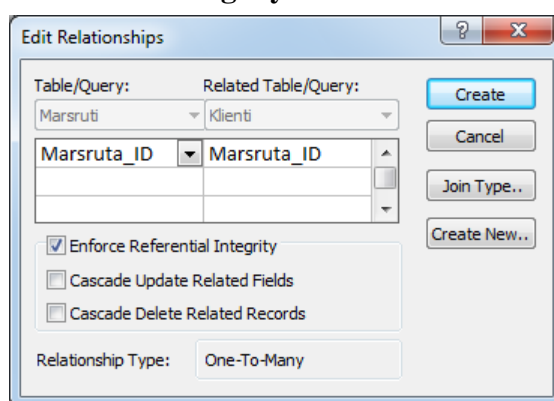 Edit Relationships
Table/Query: Related Table/Query:
Marsruti Klienti
Marsruta_ID Marsruta_ID
Enforce Referential Integrity
Cascade Update Related Fields
Cascade Delete Related Records
Relationship Type: One-To-Many
Create
Cancel
Join Type..
Create New..